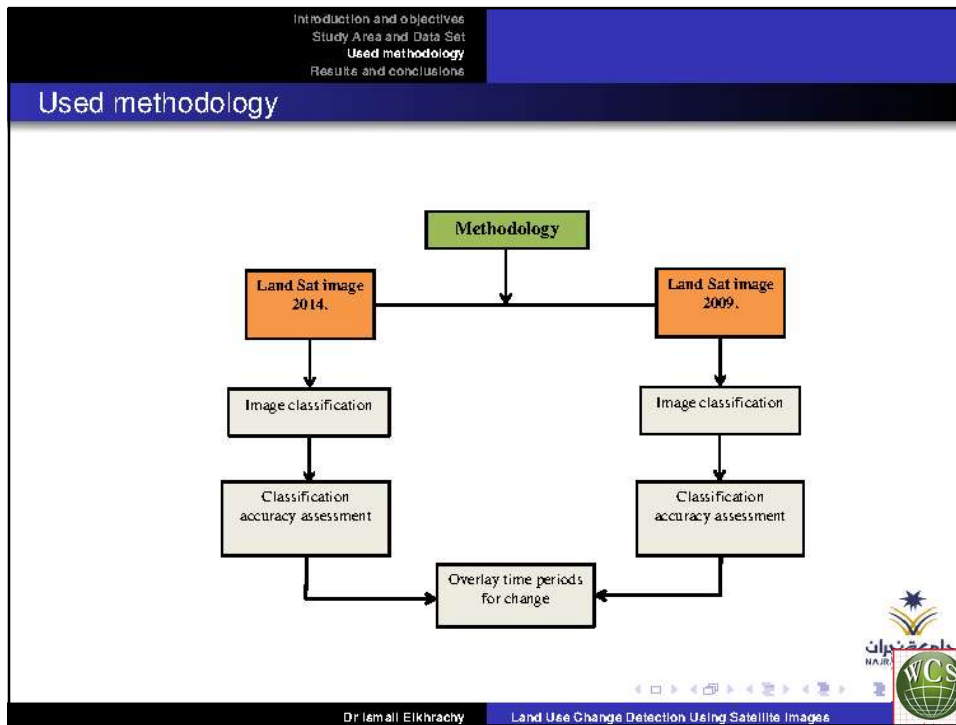 Introduction and objectives
Study Area and Data Set
Used methodology
Results and conclusions
Used methodology
Methodology
Land Sat image
2014.
Land Sat image
2009.
Image classification
Image classification
Classification
accuracy assessment
Classification
accuracy assessment
Overlay time periods
for change
نجران
WCS
Dr Ismail Elkhrachy
Land Use Change Detection Using Satellite Images